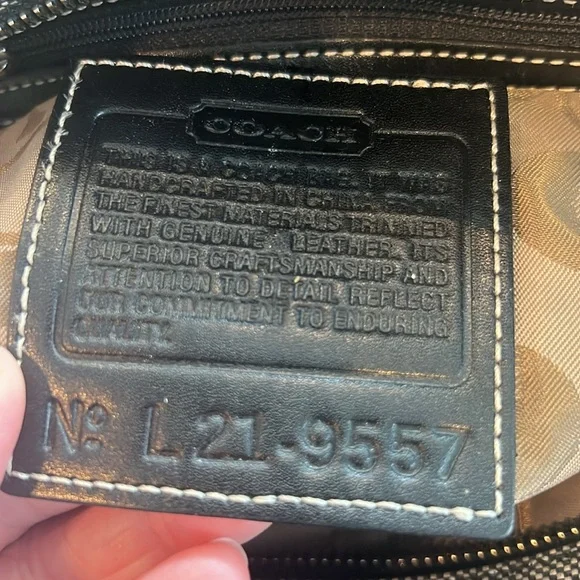 COACH
THIS IS A COACH BAG. IT WAS
HANDCRAFTED IN CHINA FROM
THE FINEST MATERIALS TRIMMED
WITH GENUINE LEATHER. ITS
SUPERIOR CRAFTSMANSHIP AND
ATTENTION TO DETAIL REFLECT
OUR COMMITMENT TO ENDURING
QUALITY.
Nº L21-9557